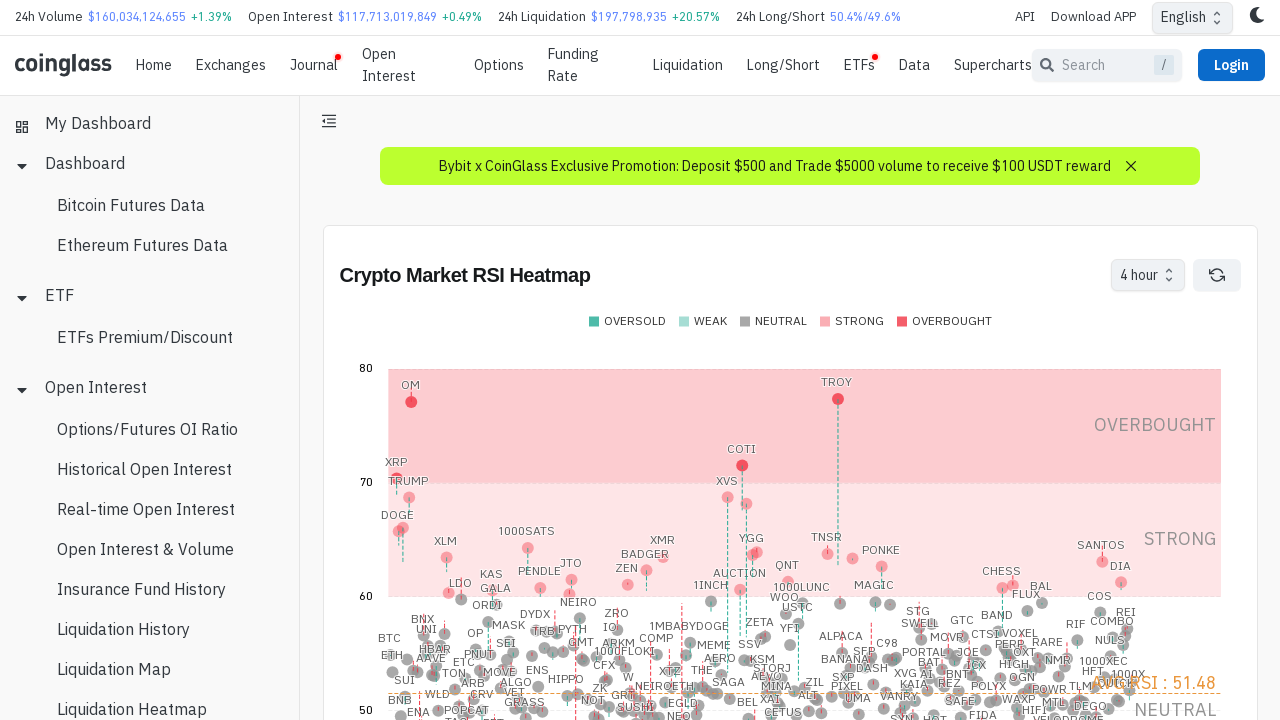 24h Volume $160,034,124,655 +1.39% Open Interest $117,713,019,849 +0.49% 24h Liquidation $197,798,935 +20.57% 24h Long/Short 50.4%/49.6% API Download APP English
coinglass Home Exchanges Journal Open Interest Options Funding Rate Liquidation Long/Short ETFs Data Supercharts Search / Login
My Dashboard
Dashboard
Bitcoin Futures Data
Ethereum Futures Data
ETF
ETFs Premium/Discount
Open Interest
Options/Futures OI Ratio
Historical Open Interest
Real-time Open Interest
Open Interest & Volume
Insurance Fund History
Liquidation History
Liquidation Map
Liquidation Heatmap
Bybit x CoinGlass Exclusive Promotion: Deposit $500 and Trade $5000 volume to receive $100 USDT reward
Crypto Market RSI Heatmap
4 hour
OVERSOLD WEAK NEUTRAL STRONG OVERBOUGHT
80
OM TROY
OVERBOUGHT
COTI
XRP
70
TRUMP XVS
DOGE
1000SATS
XLM XMR YGG TNSR STRONG
SANTOS
BADGER PONKE
JTO ZEN QNT DIA
KAS PENDLE AUCTION CHESS
LDO GALA 1INCH 1000LUNC MAGIC BAL
60
WOO FLUX COS
ORDI NEIRO USTC
DYDX ZRO STG BAND REI
BNX MASK 1MBABYDOGE ZETA SWELL GTC RIF COMBO
UNI OP TRB PYTH YFI CTSI VOXEL
BTC COMP ALPACA MOVR NULS
HBAR SEI MEME SSV C98 PERP RARE
ETH AAVE PNUT 1000FLOKI AERO KSM BANANA SFP PORTAL JOE OXT NMR 1000XEC
ETC CFX STORJ DASH BAT ICX HIGH HFT
SUI TON MOVE ENS HIPPO W XTZ THE AEVO SXP XVG AI BNT OGN 1000X
AVG RSI : 51.48
WLD ARB ALGO ZK NEIROETH SAGA MINA ZIL PIXEL KAIA REZ POLYX POWR TLM
BNB CRV VET GRT XAI ALT UMA VANRY SAFE WAXP MTL
POPCAT GRASS NOT SUSHI EGLD BEL CETUS HIFI DEGO
50
ENA NEO HOT FIDA NEUTRAL